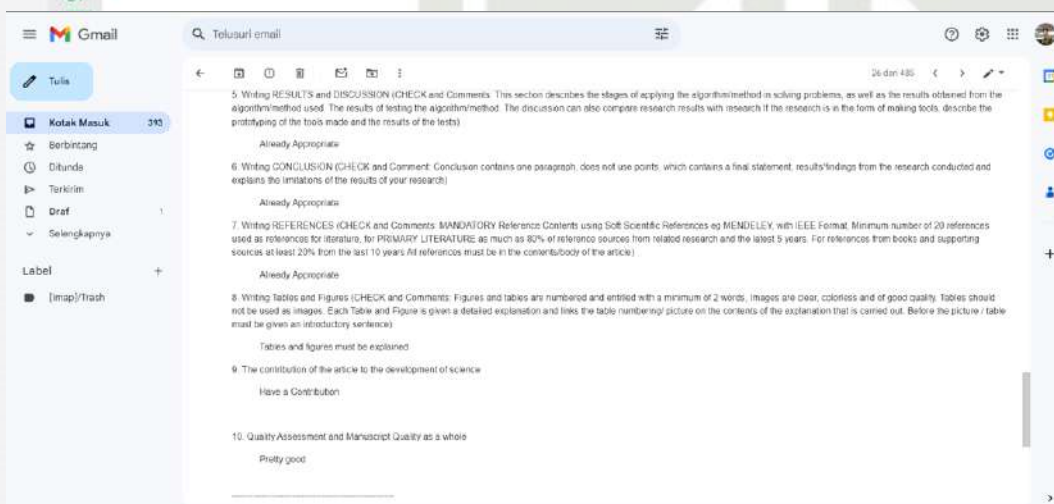 Gmail
Telusuri email
Tulis
26 dari 485
Kotak Masuk 393
Berbintang
Ditunda
Terkirim
Draf 1
Selengkapnya
Label
[Imap]/Trash
5. Writing RESULTS and DISCUSSION (CHECK and Comments: This section describes the stages of applying the algorithm/method in solving problems, as well as the results obtained from the
algorithm/method used. The results of testing the algorithm/method. The discussion can also compare research results with research If the research is in the form of making tools, describe the
prototyping of the tools made and the results of the tests)
Already Appropriate
6. Writing CONCLUSION (CHECK and Comment: Conclusion contains one paragraph, does not use points, which contains a final statement, results/findings from the research conducted and
explains the limitations of the results of your research)
Already Appropriate
7. Writing REFERENCES (CHECK and Comments: MANDATORY Reference Contents using Soft Scientific References eg MENDELEY, with IEEE Format, Minimum number of 20 references
used as references for literature, for PRIMARY LITERATURE as much as 80% of reference sources from related research and the latest 5 years. For references from books and supporting
sources at least 20% from the last 10 years All references must be in the contents/body of the article)
Already Appropriate
8. Writing Tables and Figures (CHECK and Comments: Figures and tables are numbered and entitled with a minimum of 2 words, Images are clear, colorless and of good quality. Tables should
not be used as images. Each Table and Figure is given a detailed explanation and links the table numbering/ picture on the contents of the explanation that is carried out. Before the picture / table
must be given an introductory sentence)
Tables and figures must be explained
9. The contribution of the article to the development of science
Have a Contribution
10. Quality Assessment and Manuscript Quality as a whole
Pretty good